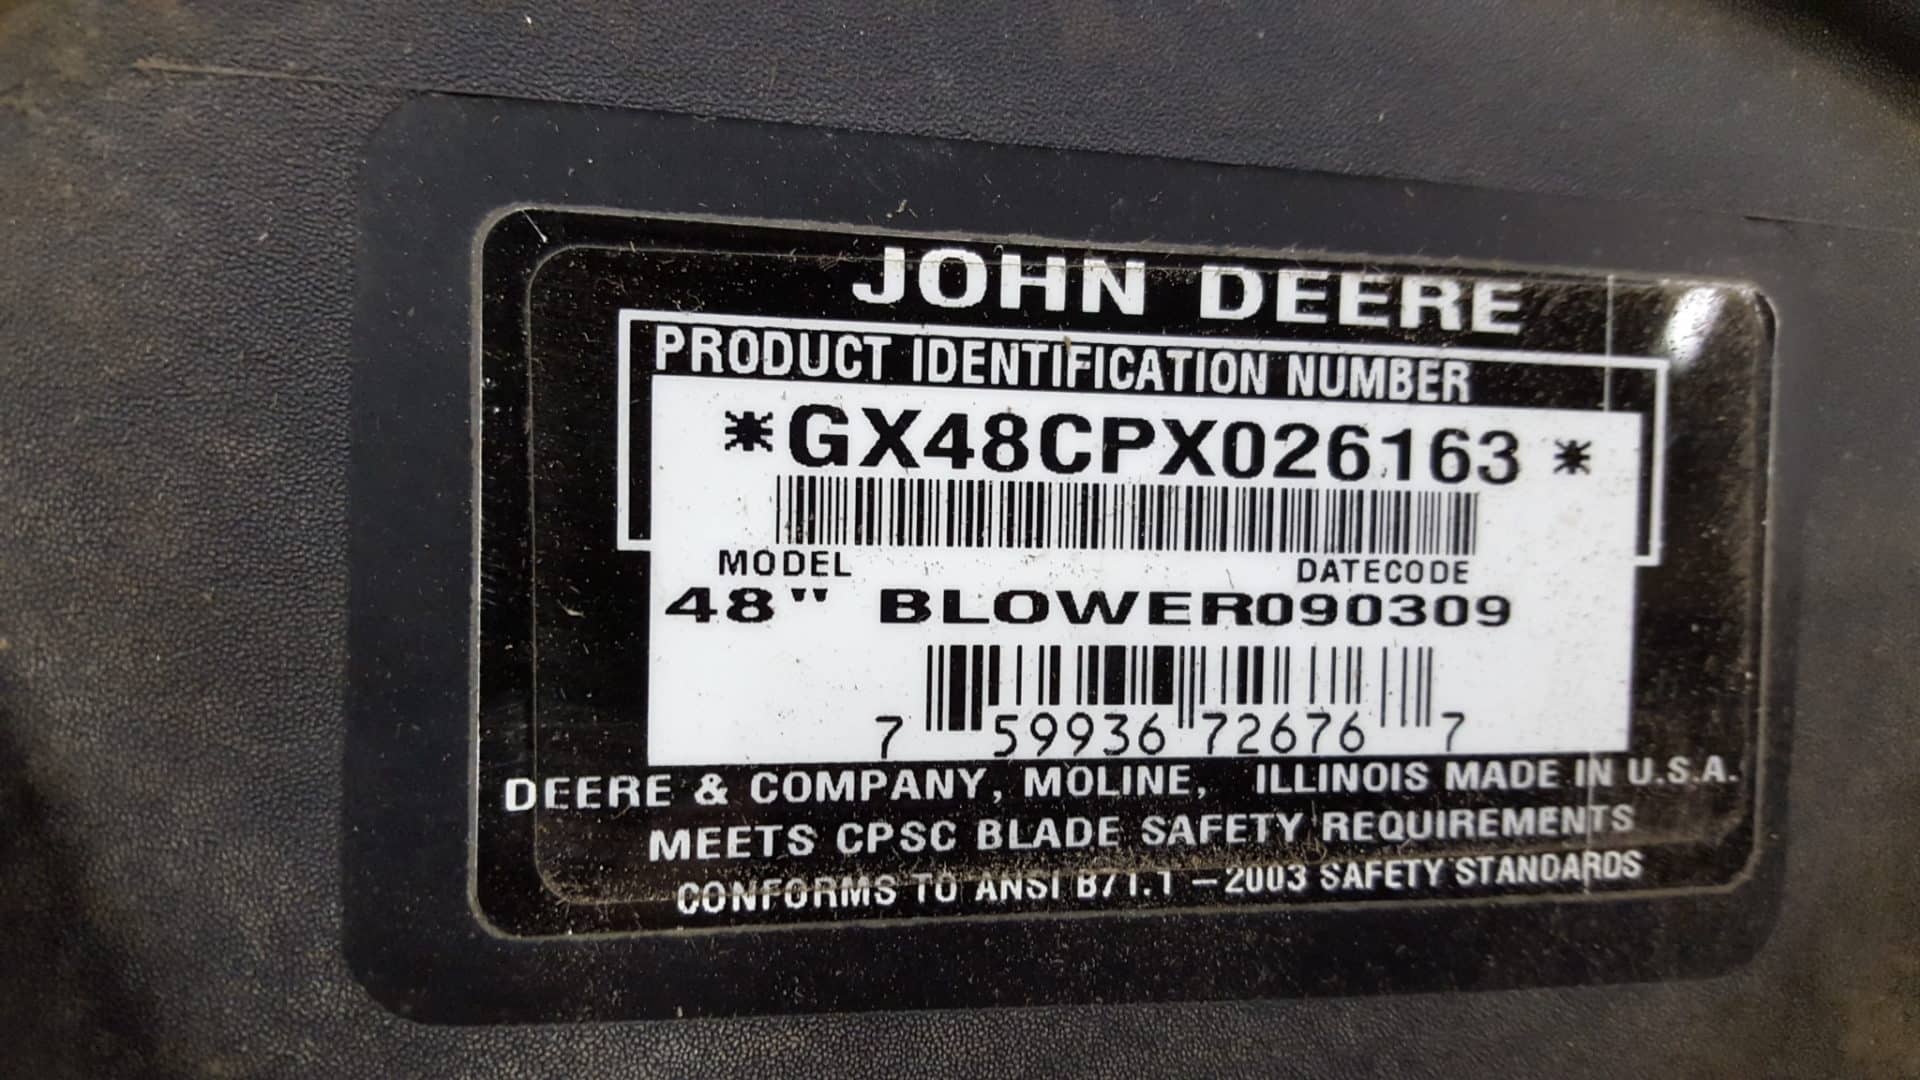 JOHN DEERE
PRODUCT IDENTIFICATION NUMBER
*GX48CPX026163*
MODEL DATECODE
48" BLOWER090309
7 59936 72676 7
DEERE & COMPANY, MOLINE, ILLINOIS MADE IN U.S.A.
MEETS CPSC BLADE SAFETY REQUIREMENTS
CONFORMS TO ANSI B71.1 –2003 SAFETY STANDARDS